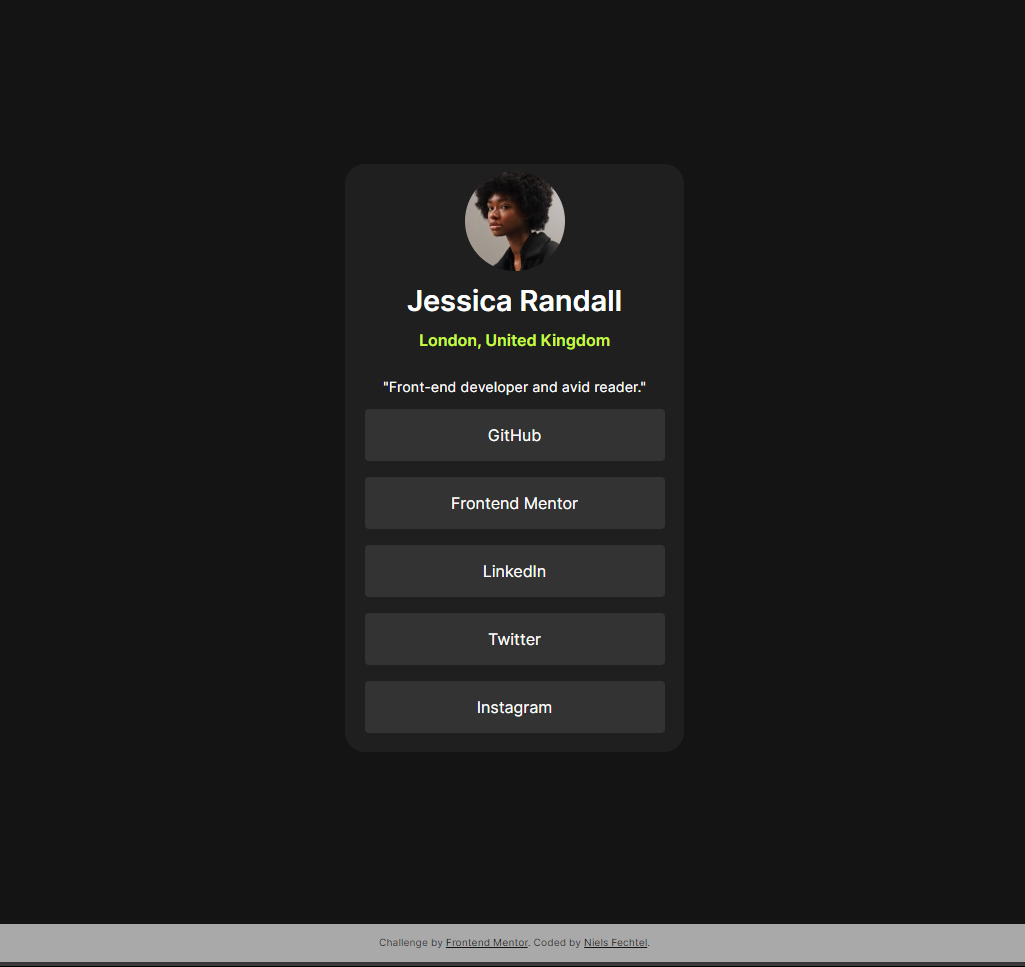 Jessica Randall
London, United Kingdom
"Front-end developer and avid reader."
GitHub
Frontend Mentor
LinkedIn
Twitter
Instagram
Challenge by Frontend Mentor. Coded by Niels Fechtel.